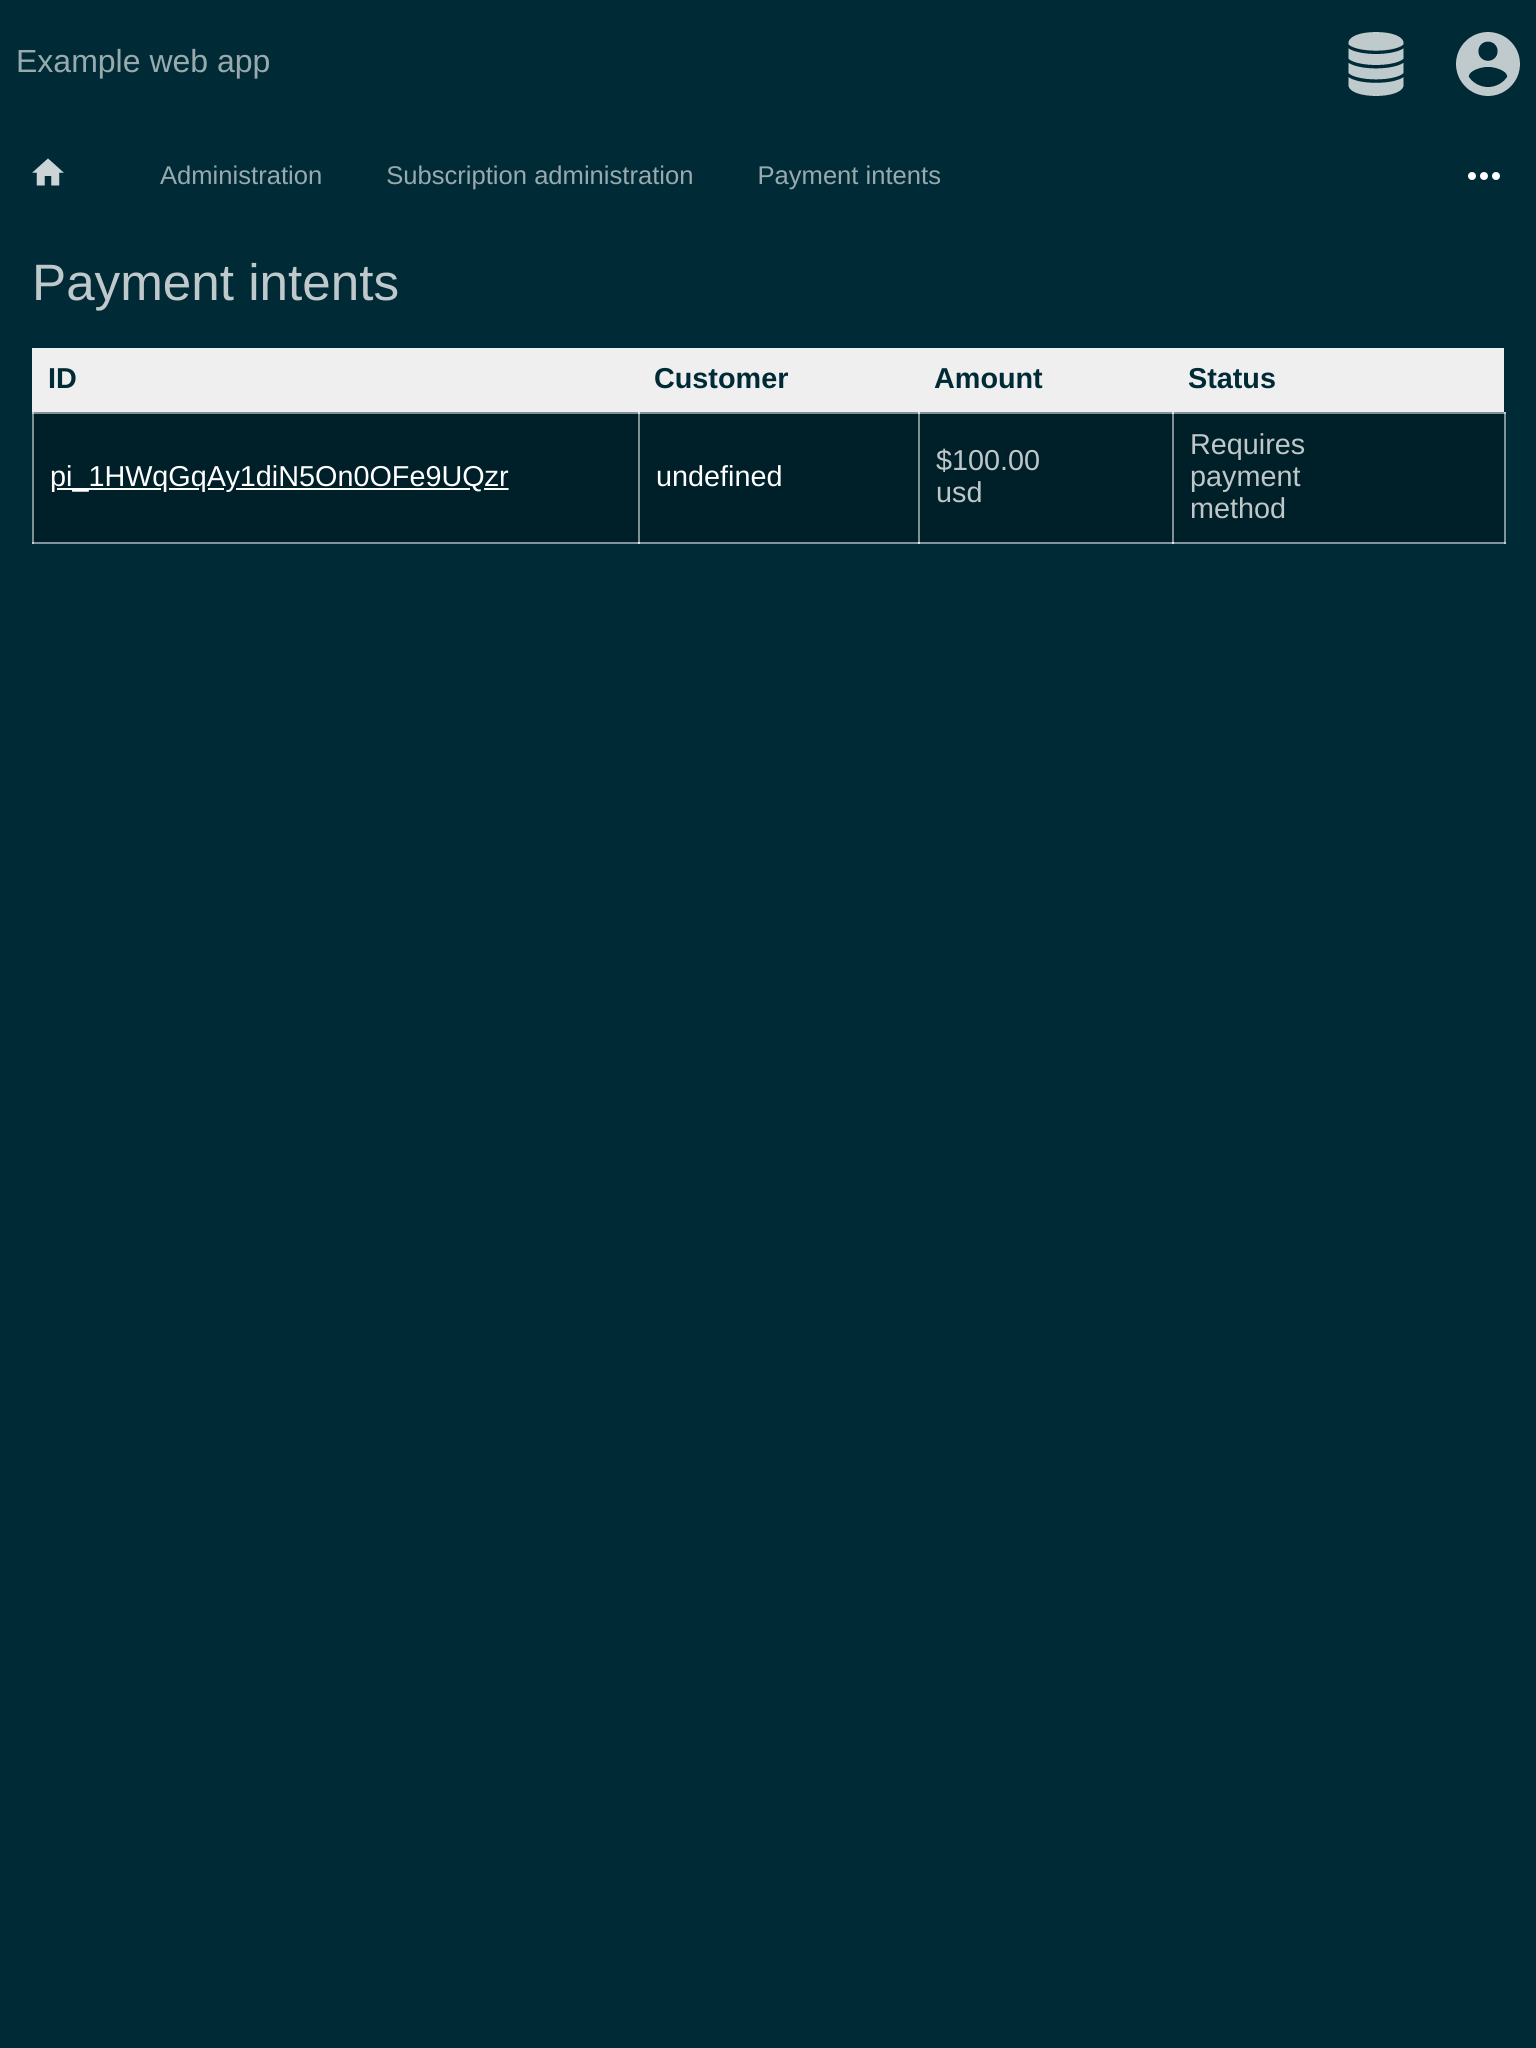 Example web app
Administration Subscription administration Payment intents
Payment intents
ID Customer Amount Status
pi_1HWqGqAy1diN5On0OFe9UQzr undefined $100.00 usd Requires payment method